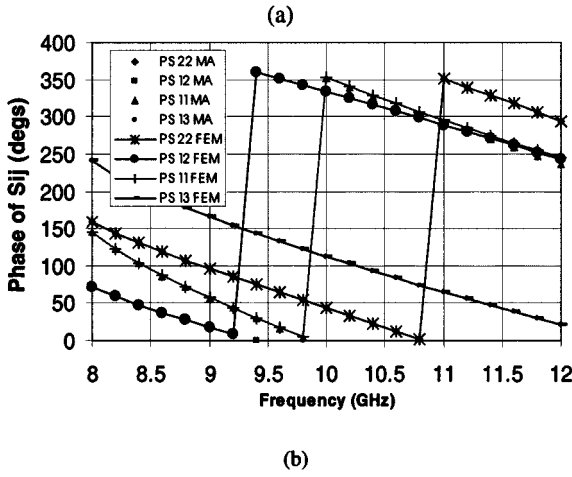 (a)
Phase of Sij (degs)
400
350
300
250
200
150
100
50
0
PS 22 MA
PS 12 MA
PS 11 MA
PS 13 MA
PS 22 FEM
PS 12 FEM
PS 11 FEM
PS 13 FEM
8 8.5 9 9.5 10 10.5 11 11.5 12
Frequency (GHz)
(b)